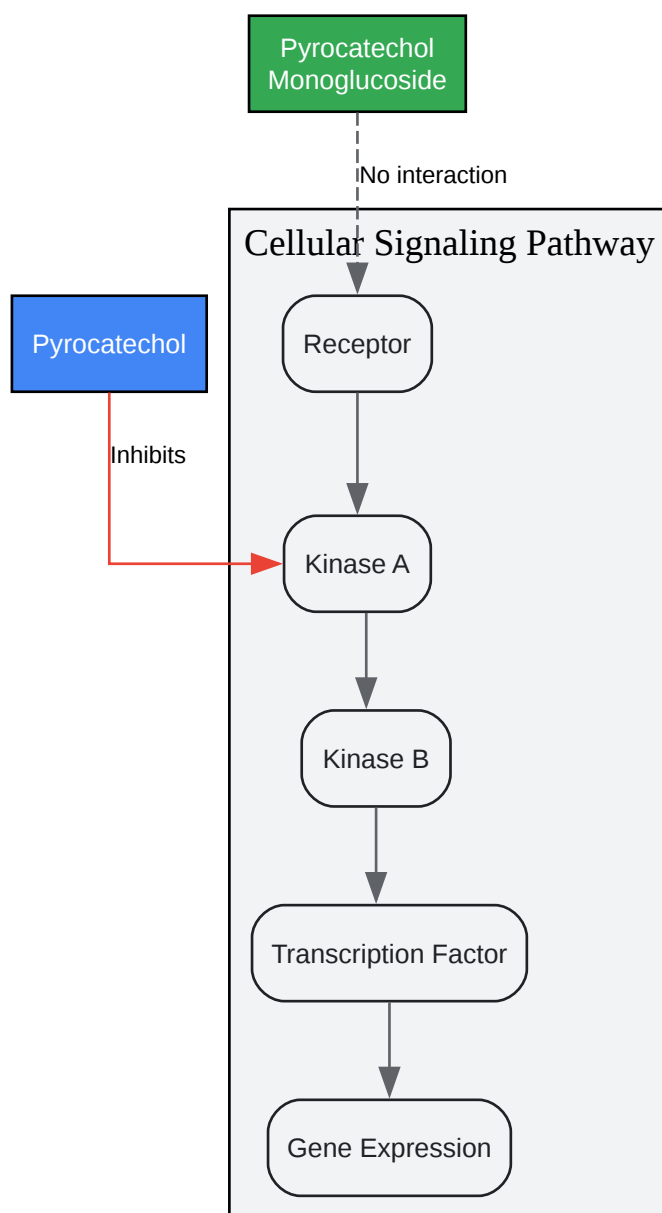 Pyrocatechol
Monoglucoside
No interaction
Cellular Signaling Pathway
Pyrocatechol
Receptor
Inhibits
Kinase A
Kinase B
Transcription Factor
Gene Expression